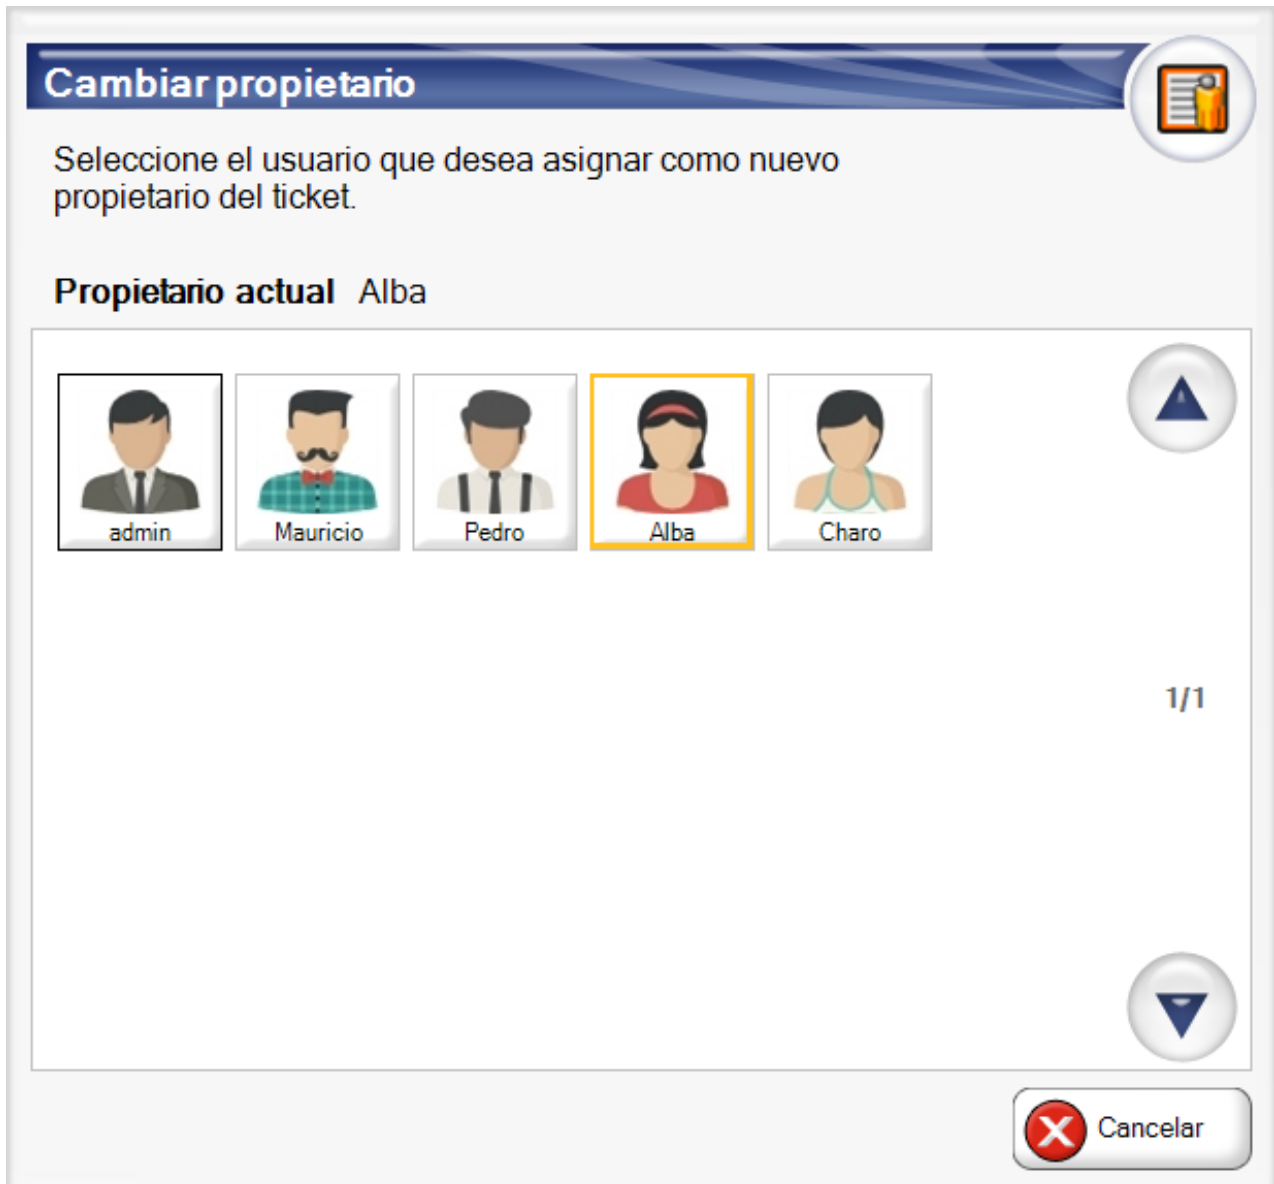 Cambiar propietario
Seleccione el usuario que desea asignar como nuevo
propietario del ticket.
Propietario actual Alba
admin Mauricio Pedro Alba Charo
1/1
Cancelar